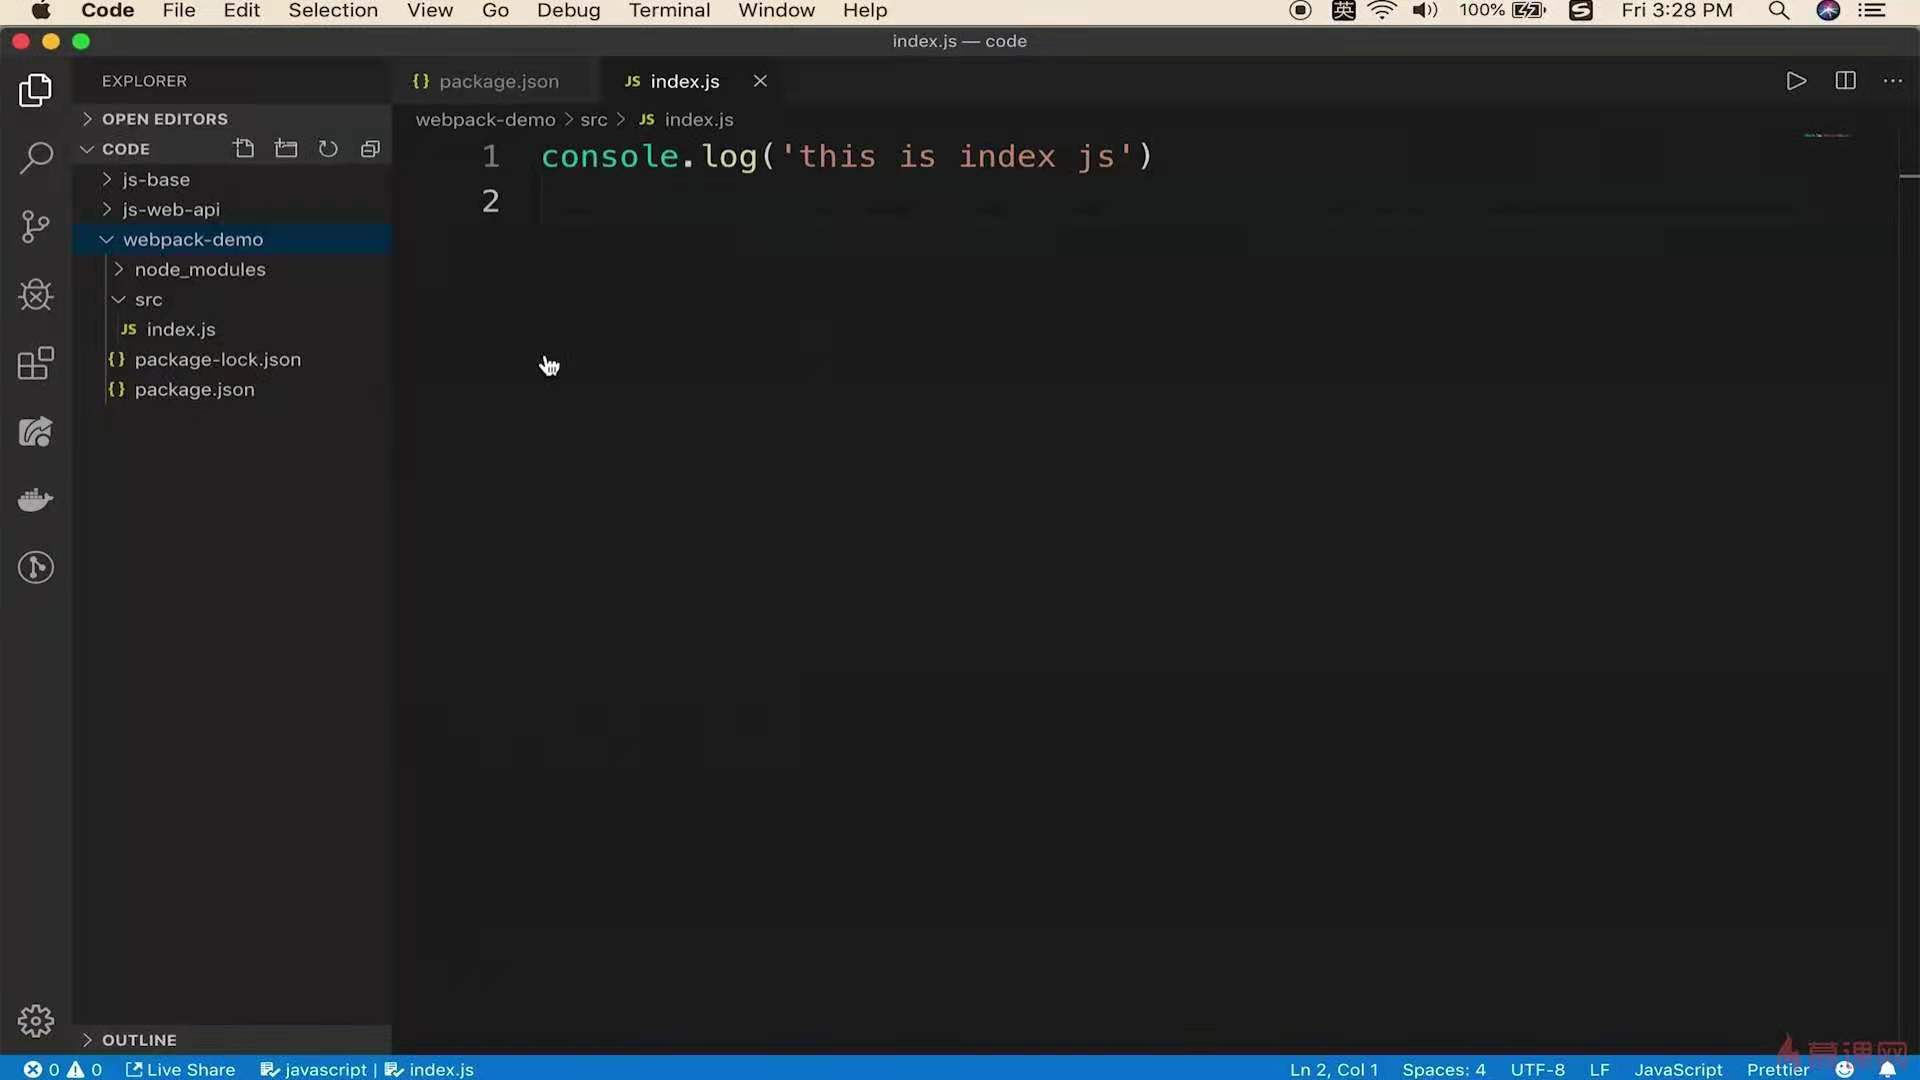 Code File Edit Selection View Go Debug Terminal Window Help 英 100% S Fri 3:28 PM
index.js — code
EXPLORER
{} package.json JS index.js
OPEN EDITORS
webpack-demo > src > JS index.js
CODE
js-base
js-web-api
webpack-demo
node_modules
src
JS index.js
{} package-lock.json
{} package.json
1 console.log('this is index js')
2
OUTLINE
慕课网
0 0 Live Share javascript | index.js Ln 2, Col 1 Spaces: 4 UTF-8 LF JavaScript Prettier